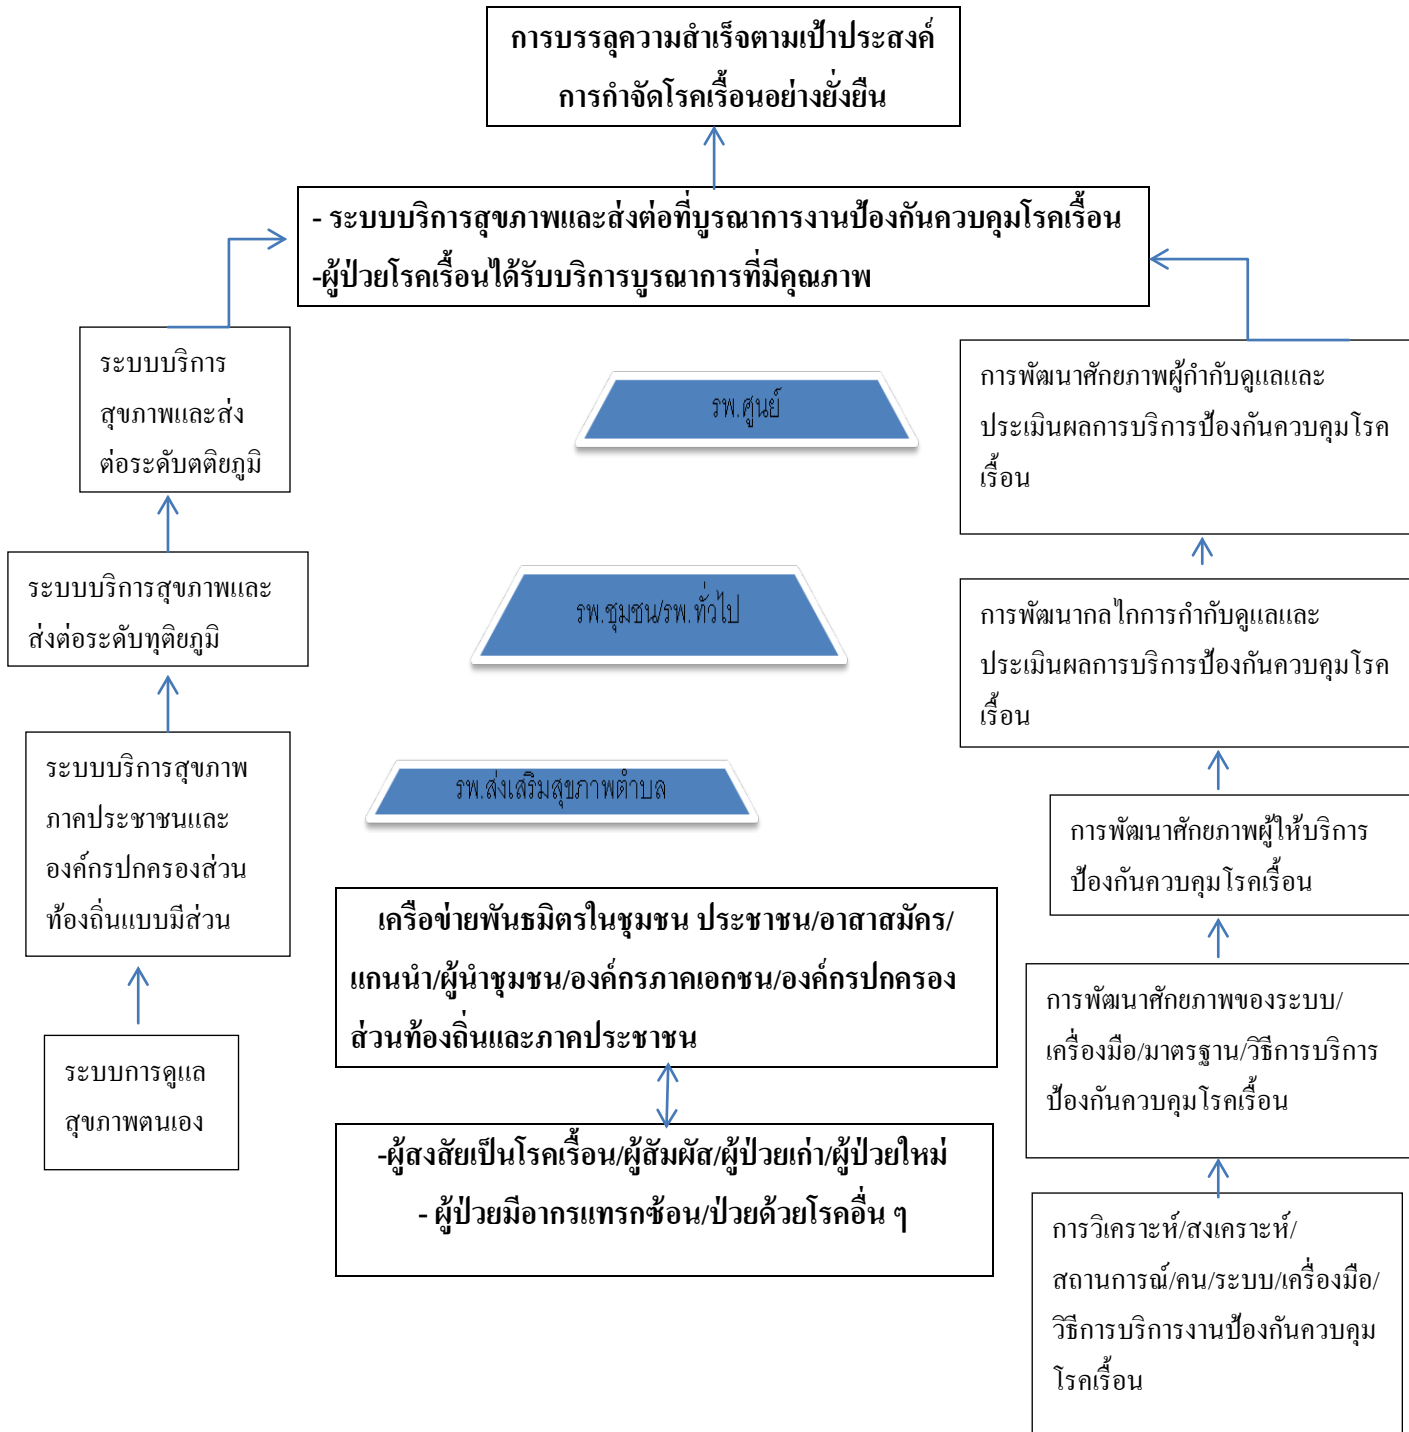 การบรรลุความสำเร็จตามเป้าประสงค์
การกำจัดโรคเรื้อนอย่างยั่งยืน
- ระบบบริการสุขภาพและส่งต่อที่บูรณาการงานป้องกันควบคุมโรคเรื้อน
-ผู้ป่วยโรคเรื้อนได้รับบริการบูรณาการที่มีคุณภาพ
ระบบบริการ
สุขภาพและส่ง
ต่อระดับตติยภูมิ
ระบบบริการสุขภาพและ
ส่งต่อระดับทุติยภูมิ
ระบบบริการสุขภาพ
ภาคประชาชนและ
องค์กรปกครองส่วน
ท้องถิ่นแบบมีส่วน
ระบบการดูแล
สุขภาพตนเอง
รพ.ศูนย์
รพ.ชุมชน/รพ.ทั่วไป
รพ.ส่งเสริมสุขภาพตำบล
เครือข่ายพันธมิตรในชุมชน ประชาชน/อาสาสมัคร/
แกนนำ/ผู้นำชุมชน/องค์กรภาคเอกชน/องค์กรปกครอง
ส่วนท้องถิ่นและภาคประชาชน
-ผู้สงสัยเป็นโรคเรื้อน/ผู้สัมผัส/ผู้ป่วยเก่า/ผู้ป่วยใหม่
- ผู้ป่วยมีอากรแทรกซ้อน/ป่วยด้วยโรคอื่น ๆ
การพัฒนาศักยภาพผู้กำกับดูแลและ
ประเมินผลการบริการป้องกันควบคุมโรค
เรื้อน
การพัฒนากลไกการกำกับดูแลและ
ประเมินผลการบริการป้องกันควบคุมโรค
เรื้อน
การพัฒนาศักยภาพผู้ให้บริการ
ป้องกันควบคุมโรคเรื้อน
การพัฒนาศักยภาพของระบบ/
เครื่องมือ/มาตรฐาน/วิธีการบริการ
ป้องกันควบคุมโรคเรื้อน
การวิเคราะห์/สงเคราะห์/
สถานการณ์/คน/ระบบ/เครื่องมือ/
วิธีการบริการงานป้องกันควบคุม
โรคเรื้อน